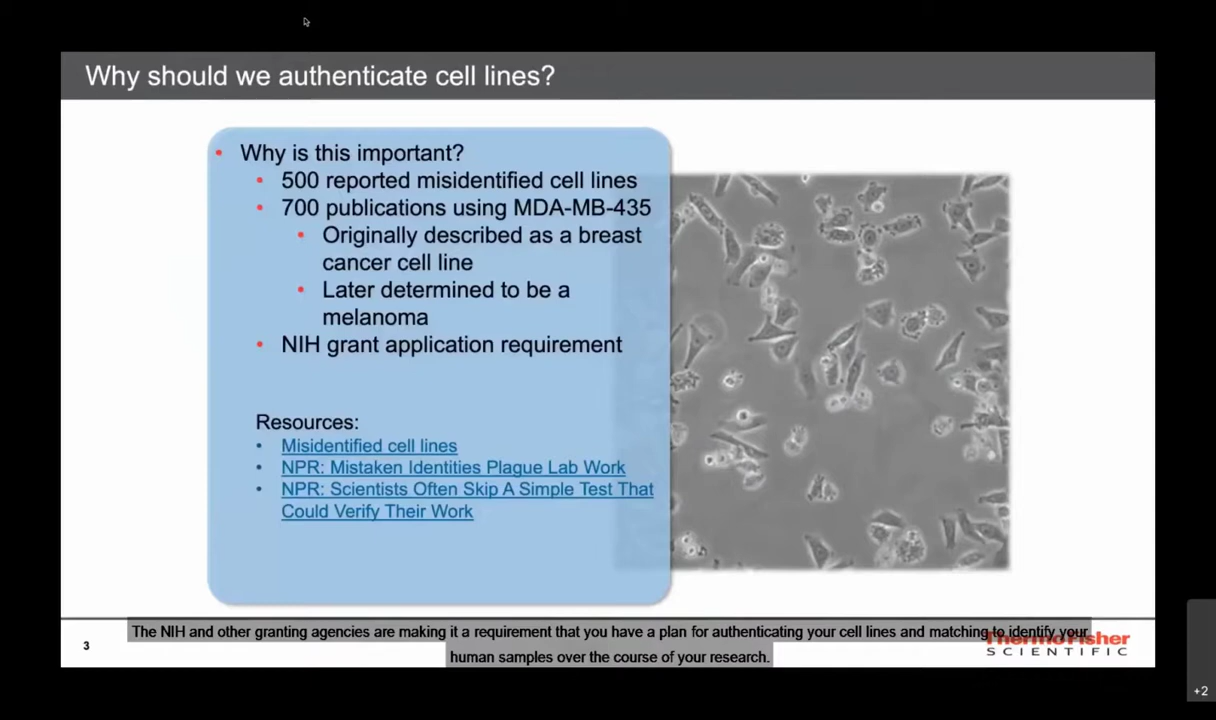 Why should we authenticate cell lines?
• Why is this important?
• 500 reported misidentified cell lines
• 700 publications using MDA-MB-435
• Originally described as a breast
cancer cell line
• Later determined to be a
melanoma
• NIH grant application requirement
Resources:
• Misidentified cell lines
• NPR: Mistaken Identities Plague Lab Work
• NPR: Scientists Often Skip A Simple Test That
Could Verify Their Work
The NIH and other granting agencies are making it a requirement that you have a plan for authenticating your cell lines and matching to identify your
human samples over the course of your research.
3
ThermoFisher
SCIENTIFIC
+2